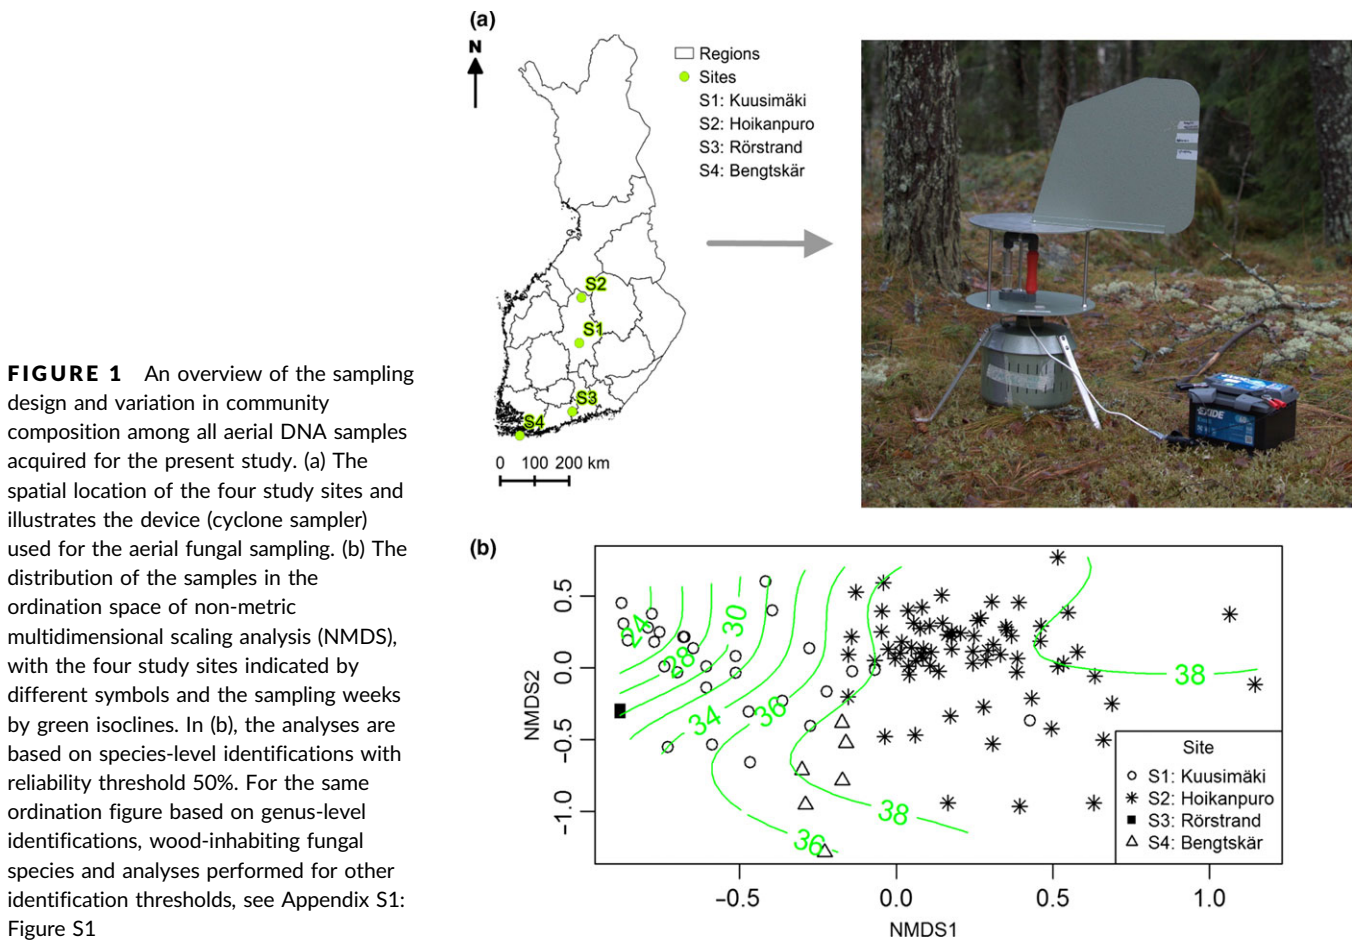 FIGURE 1 An overview of the sampling
design and variation in community
composition among all aerial DNA samples
acquired for the present study. (a) The
spatial location of the four study sites and
illustrates the device (cyclone sampler)
used for the aerial fungal sampling. (b) The
distribution of the samples in the
ordination space of non-metric
multidimensional scaling analysis (NMDS),
with the four study sites indicated by
different symbols and the sampling weeks
by green isoclines. In (b), the analyses are
based on species-level identifications with
reliability threshold 50%. For the same
ordination figure based on genus-level
identifications, wood-inhabiting fungal
species and analyses performed for other
identification thresholds, see Appendix S1:
Figure S1
(a)
N
Regions
Sites
S1: Kuusimäki
S2: Hoikanpuro
S3: Rörstrand
S4: Bengtskär
S2
S1
S3
S4
0 100 200 km
EXIDE
(b)
NMDS2
0.5
0.0
−0.5
−1.0
24
28
30
34
36
38
38
36
Site
S1: Kuusimäki
S2: Hoikanpuro
S3: Rörstrand
S4: Bengtskär
−0.5 0.0 0.5 1.0
NMDS1